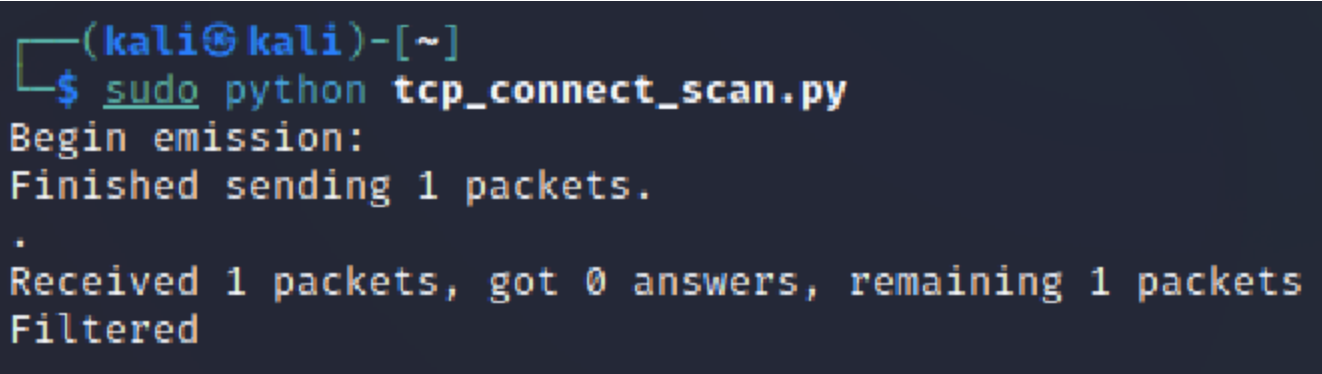 ┌──(kali㉿kali)-[~]
└─$ sudo python tcp_connect_scan.py
Begin emission:
Finished sending 1 packets.
.
Received 1 packets, got 0 answers, remaining 1 packets
Filtered